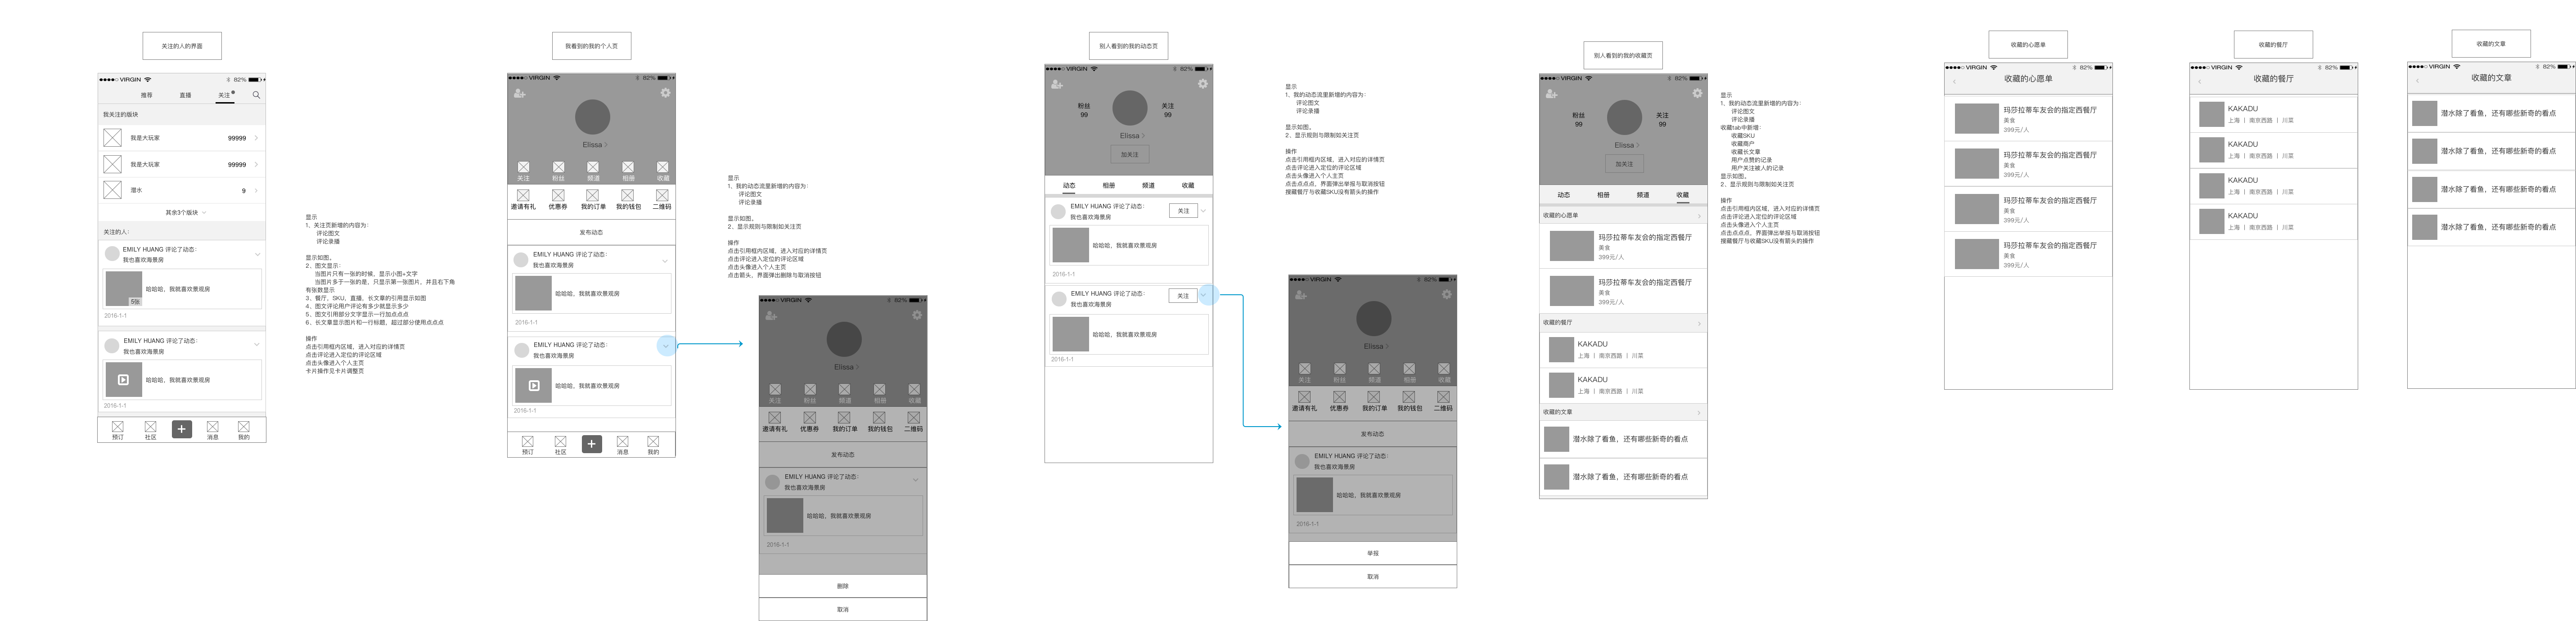 关注的人的界面
VIRGIN
82%
推荐
直播
关注
我关注的版块
我是大玩家
99999
我是大玩家
99999
潜水
9
其余3个版块
关注的人:
EMILY HUANG 评论了动态:
我也喜欢海景房
5张
哈哈哈，我就喜欢景观房
2016-1-1
EMILY HUANG 评论了动态:
我也喜欢海景房
哈哈哈，我就喜欢景观房
2016-1-1
预订
社区
消息
我的
显示
1、关注页新增的内容为:
评论图文
评论录播
显示如图。
2、图文显示:
当图片只有一张的时候，显示小图+文字
当图片多于一张的是，只显示第一张图片，并且右下角
有张数显示
3、餐厅，SKU，直播，长文章的引用显示如图
4、图文评论用户评论有多少就显示多少
5、图文引用部分文字显示一行加点点点
6、长文章显示图片和一行标题，超过部分使用点点点
操作
点击引用框内区域，进入对应的详情页
点击评论进入定位的评论区域
点击头像进入个人主页
卡片操作见卡片调整页
我看到的我的个人页
VIRGIN
82%
Elissa
关注
粉丝
频道
相册
收藏
邀请有礼
优惠券
我的订单
我的钱包
二维码
发布动态
EMILY HUANG 评论了动态:
我也喜欢海景房
哈哈哈，我就喜欢景观房
2016-1-1
EMILY HUANG 评论了动态:
我也喜欢海景房
哈哈哈，我就喜欢景观房
2016-1-1
预订
社区
消息
我的
显示
1、我的动态流里新增的内容为:
评论图文
评论录播
显示如图。
2、显示规则与限制如关注页
操作
点击引用框内区域，进入对应的详情页
点击评论进入定位的评论区域
点击头像进入个人主页
点击箭头，界面弹出删除与取消按钮
VIRGIN
82%
Elissa
关注
粉丝
频道
相册
收藏
邀请有礼
优惠券
我的订单
我的钱包
二维码
发布动态
EMILY HUANG 评论了动态:
我也喜欢海景房
哈哈哈，我就喜欢景观房
2016-1-1
删除
取消
别人看到的我的动态页
VIRGIN
82%
粉丝
99
关注
99
Elissa
加关注
动态
相册
频道
收藏
EMILY HUANG 评论了动态:
我也喜欢海景房
关注
哈哈哈，我就喜欢景观房
2016-1-1
EMILY HUANG 评论了动态:
我也喜欢海景房
关注
哈哈哈，我就喜欢景观房
2016-1-1
显示
1、我的动态流里新增的内容为:
评论图文
评论录播
显示如图。
2、显示规则与限制如关注页
操作
点击引用框内区域，进入对应的详情页
点击评论进入定位的评论区域
点击头像进入个人主页
点击点点点，界面弹出举报与取消按钮
搜藏餐厅与收藏SKU没有箭头的操作
VIRGIN
82%
Elissa
关注
粉丝
频道
相册
收藏
邀请有礼
优惠券
我的订单
我的钱包
二维码
发布动态
EMILY HUANG 评论了动态:
我也喜欢海景房
哈哈哈，我就喜欢景观房
2016-1-1
举报
取消
别人看到的我的收藏页
VIRGIN
82%
粉丝
99
关注
99
Elissa
加关注
动态
相册
频道
收藏
收藏的心愿单
玛莎拉蒂车友会的指定西餐厅
美食
399元/人
玛莎拉蒂车友会的指定西餐厅
美食
399元/人
收藏的餐厅
KAKADU
上海 | 南京西路 | 川菜
KAKADU
上海 | 南京西路 | 川菜
收藏的文章
潜水除了看鱼，还有哪些新奇的看点
潜水除了看鱼，还有哪些新奇的看点
显示
1、我的动态流里新增的内容为:
评论图文
评论录播
收藏tab中新增:
收藏SKU
收藏商户
收藏长文章
用户点赞的记录
用户关注被人的记录
显示如图。
2、显示规则与限制如关注页
操作
点击引用框内区域，进入对应的详情页
点击评论进入定位的评论区域
点击头像进入个人主页
点击点点点，界面弹出举报与取消按钮
搜藏餐厅与收藏SKU没有箭头的操作
收藏的心愿单
VIRGIN
82%
收藏的心愿单
玛莎拉蒂车友会的指定西餐厅
美食
399元/人
玛莎拉蒂车友会的指定西餐厅
美食
399元/人
玛莎拉蒂车友会的指定西餐厅
美食
399元/人
玛莎拉蒂车友会的指定西餐厅
美食
399元/人
收藏的餐厅
VIRGIN
82%
收藏的餐厅
KAKADU
上海 | 南京西路 | 川菜
KAKADU
上海 | 南京西路 | 川菜
KAKADU
上海 | 南京西路 | 川菜
KAKADU
上海 | 南京西路 | 川菜
收藏的文章
VIRGIN
82%
收藏的文章
潜水除了看鱼，还有哪些新奇的看点
潜水除了看鱼，还有哪些新奇的看点
潜水除了看鱼，还有哪些新奇的看点
潜水除了看鱼，还有哪些新奇的看点